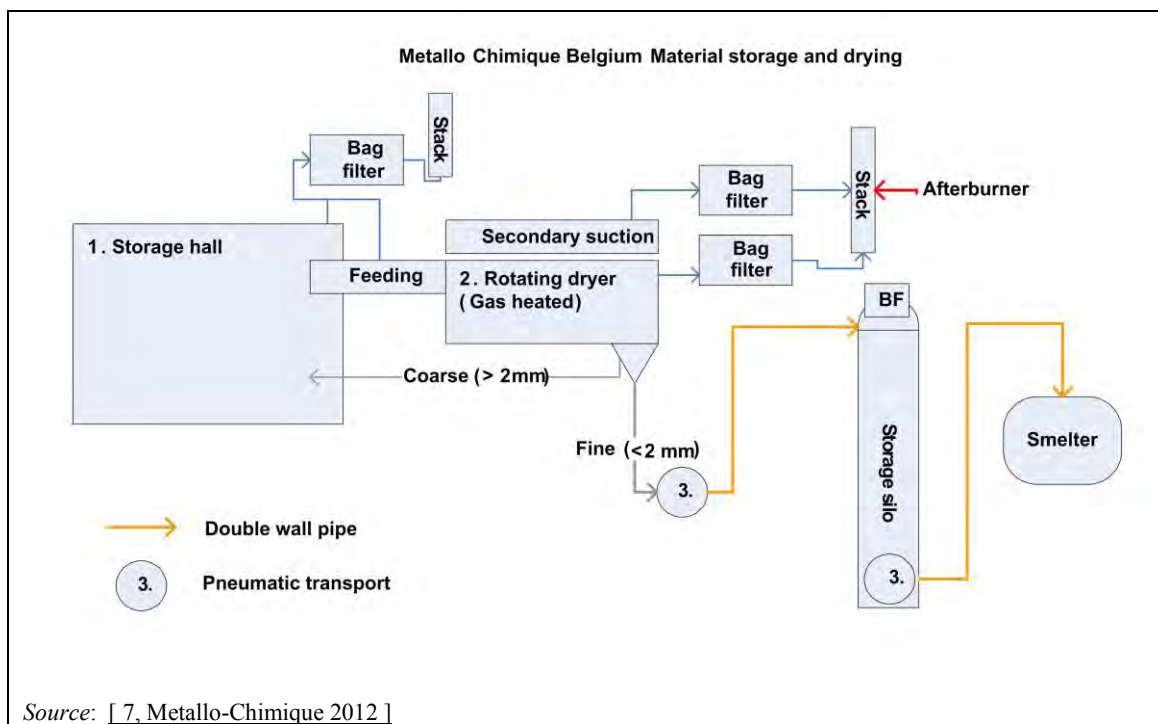 Metallo Chimique Belgium Material storage and drying
Stack
Bag
filter
Bag
filter
Stack
Afterburner
1. Storage hall
Secondary suction
Bag
filter
Feeding
2. Rotating dryer
(Gas heated)
BF
Coarse (> 2mm)
Fine (<2 mm)
Smelter
3.
Storage silo
Double wall pipe
3.
Pneumatic transport
3.
Source: [ 7, Metallo-Chimique 2012 ]